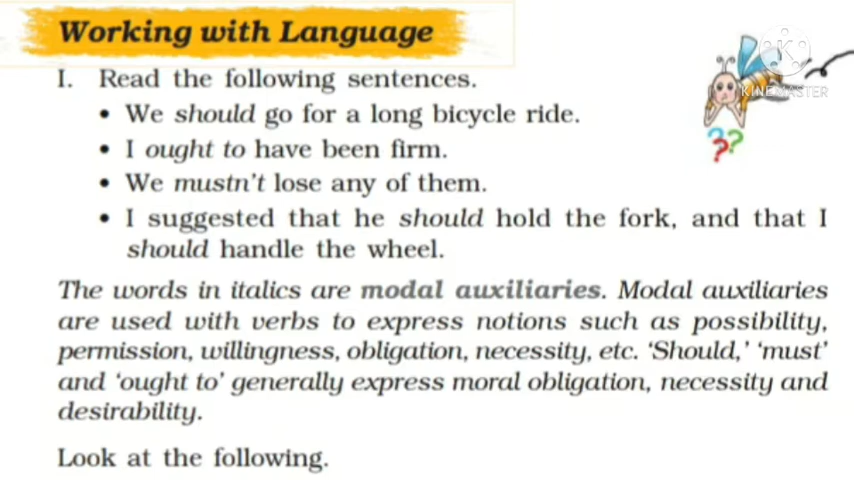 Working with Language
I. Read the following sentences.
• We should go for a long bicycle ride.
• I ought to have been firm.
• We mustn't lose any of them.
• I suggested that he should hold the fork, and that I
should handle the wheel.
The words in italics are modal auxiliaries. Modal auxiliaries
are used with verbs to express notions such as possibility,
permission, willingness, obligation, necessity, etc. 'Should,' 'must'
and 'ought to' generally express moral obligation, necessity and
desirability.
Look at the following.
K
KINEMASTER
??